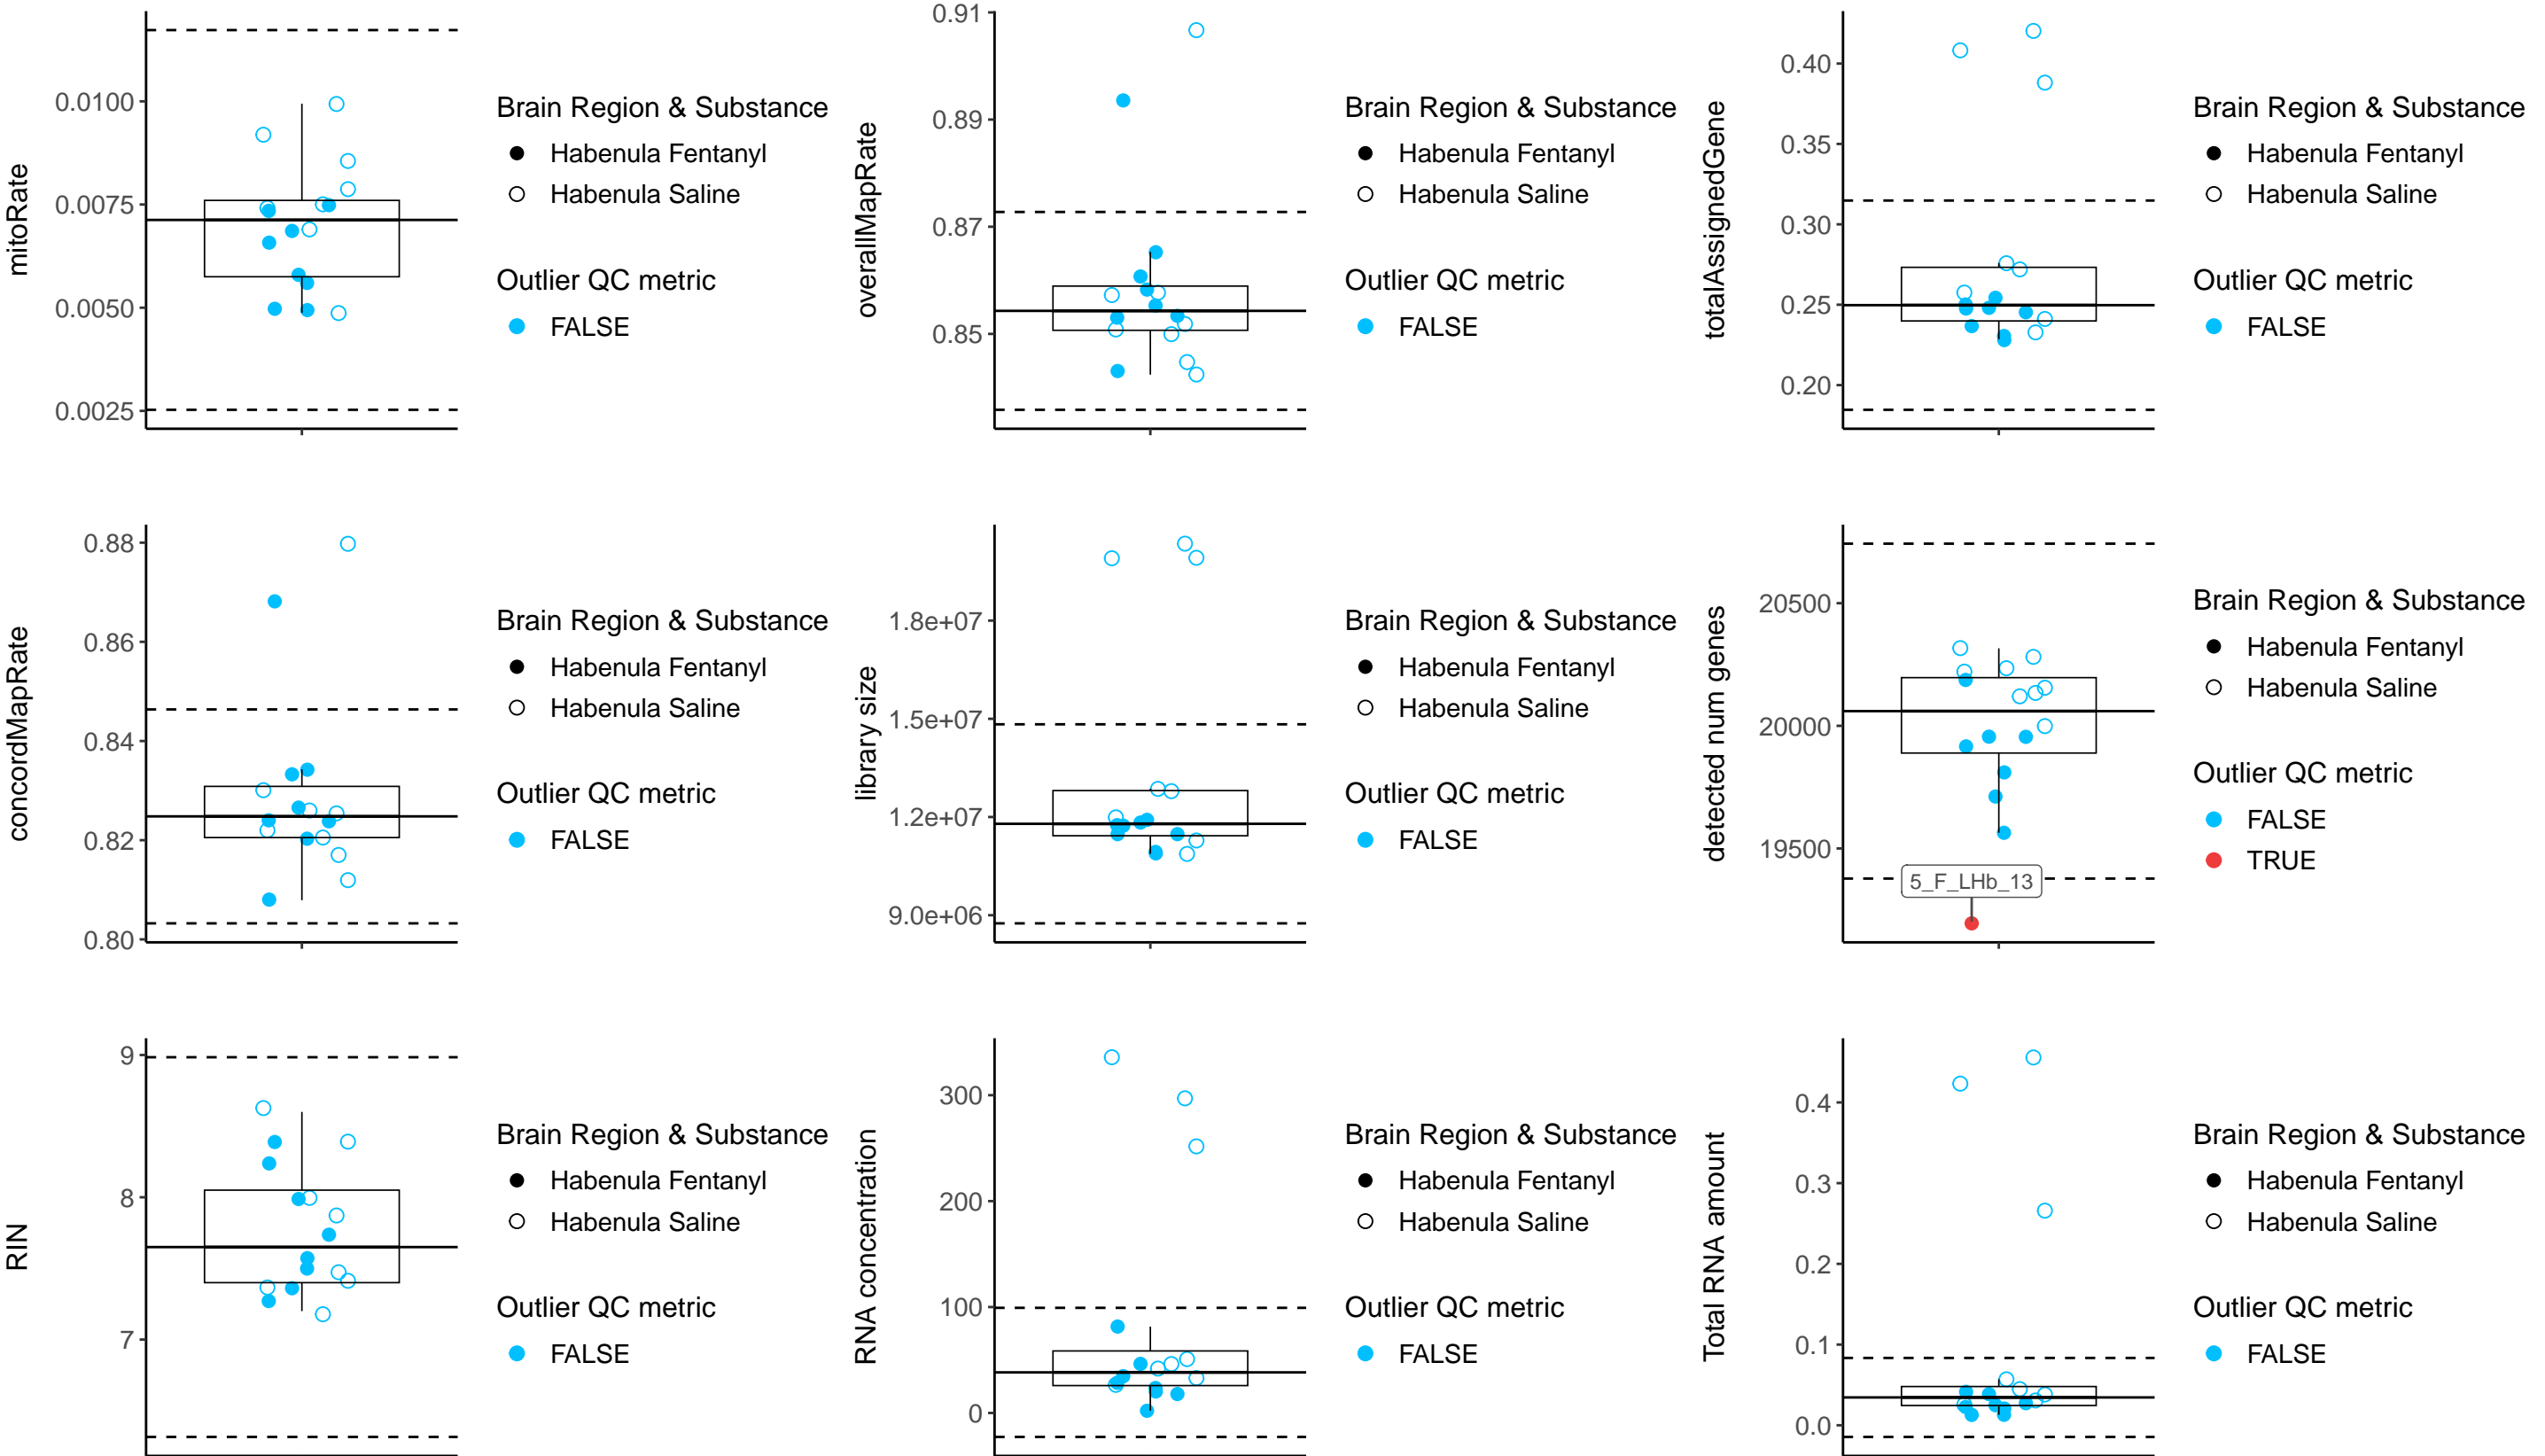 mitoRate
0.0100
0.0075
0.0050
0.0025
Brain Region & Substance
Habenula Fentanyl
Habenula Saline
Outlier QC metric
FALSE
overallMapRate
0.91
0.89
0.87
0.85
Brain Region & Substance
Habenula Fentanyl
Habenula Saline
Outlier QC metric
FALSE
totalAssignedGene
0.40
0.35
0.30
0.25
0.20
Brain Region & Substance
Habenula Fentanyl
Habenula Saline
Outlier QC metric
FALSE
concordMapRate
0.88
0.86
0.84
0.82
0.80
Brain Region & Substance
Habenula Fentanyl
Habenula Saline
Outlier QC metric
FALSE
library size
1.8e+07
1.5e+07
1.2e+07
9.0e+06
Brain Region & Substance
Habenula Fentanyl
Habenula Saline
Outlier QC metric
FALSE
detected num genes
20500
20000
19500
5_F_LHb_13
Brain Region & Substance
Habenula Fentanyl
Habenula Saline
Outlier QC metric
FALSE
TRUE
RIN
9
8
7
Brain Region & Substance
Habenula Fentanyl
Habenula Saline
Outlier QC metric
FALSE
RNA concentration
300
200
100
0
Brain Region & Substance
Habenula Fentanyl
Habenula Saline
Outlier QC metric
FALSE
Total RNA amount
0.4
0.3
0.2
0.1
0.0
Brain Region & Substance
Habenula Fentanyl
Habenula Saline
Outlier QC metric
FALSE